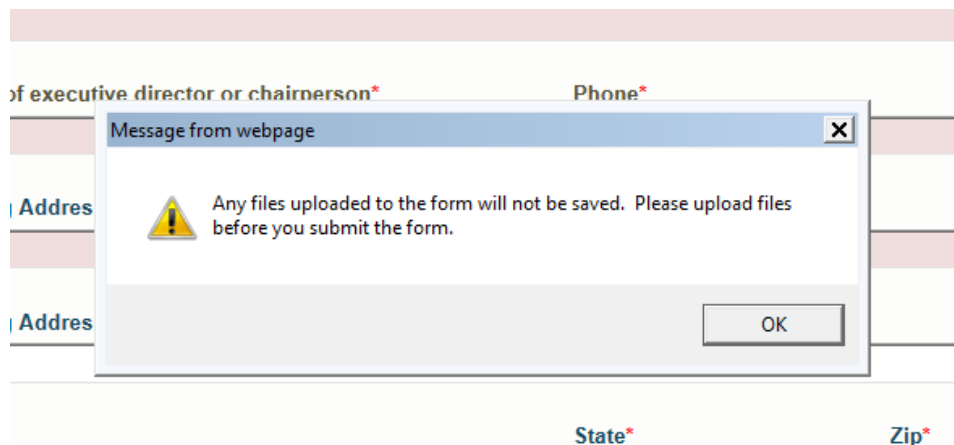 of executive director or chairperson* Phone*
Message from webpage
Addres
Any files uploaded to the form will not be saved.  Please upload files
before you submit the form.
Addres
OK
State* Zip*